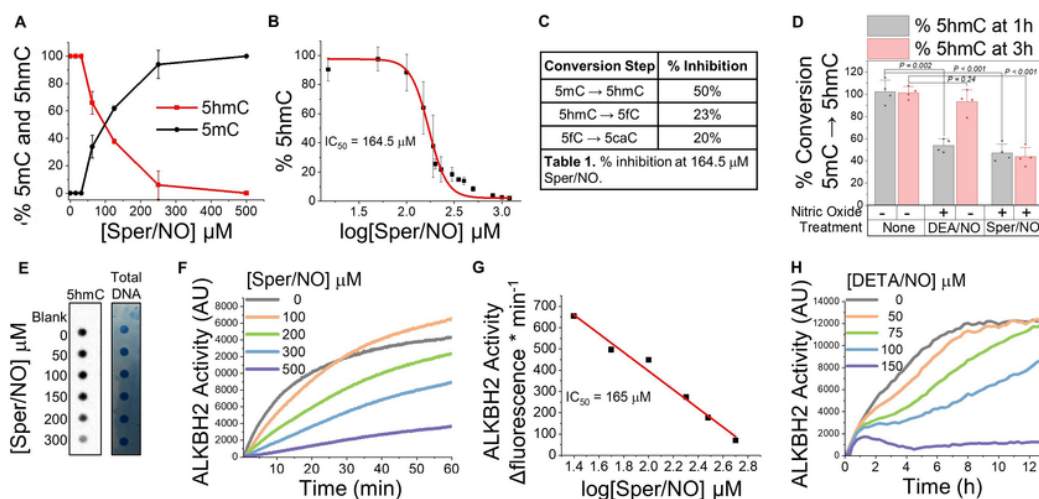 A
% 5mC and 5hmC
100
80
60
40
20
0
5hmC
5mC
0 125 250 375 500
[Sper/NO] μM
B
% 5hmC
100
80
60
40
20
0
IC50 = 164.5 μM
1.5 2.0 2.5 3.0
log[Sper/NO] μM
C
Conversion Step % Inhibition
5mC → 5hmC 50%
5hmC → 5fC 23%
5fC → 5caC 20%
Table 1. % inhibition at 164.5 μM
Sper/NO.
D
% 5hmC at 1h
% 5hmC at 3h
% Conversion
5mC → 5hmC
120
100
80
60
40
20
0
P = 0.002
P < 0.001
P = 0.24
P < 0.001
Nitric Oxide - - + - + +
Treatment None DEA/NO Sper/NO
E
5hmC
Total
DNA
[Sper/NO] μM
Blank
0
50
100
150
200
300
F
[Sper/NO] μM
0
100
200
300
500
ALKBH2 Activity (AU)
8000
6000
4000
2000
0
8000
6000
4000
2000
0
10 20 30 40 50 60
Time (min)
G
ALKBH2 Activity
Δfluorescence * min-1
700
600
500
400
300
200
100
0
IC50 = 165 μM
1.4 1.6 1.8 2.0 2.2 2.4 2.6 2.8
log[Sper/NO] μM
H
[DETA/NO] μM
0
50
75
100
150
ALKBH2 Activity (AU)
14000
12000
10000
8000
6000
4000
2000
0
0 2 4 6 8 10 12
Time (h)